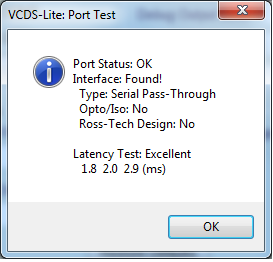 VCDS-Lite: Port Test
Port Status: OK
Interface: Found!
Type: Serial Pass-Through
Opto/Iso: No
Ross-Tech Design: No
Latency Test: Excellent
1.8 2.0 2.9 (ms)
OK